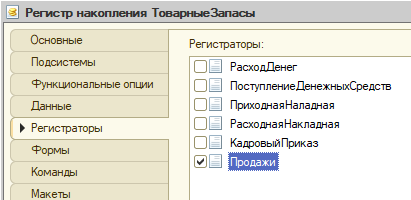 Регистр накопления ТоварныеЗапасы
Основные
Подсистемы
Функциональные опции
Данные
Регистраторы
Формы
Команды
Макеты
Регистраторы:
РасходДенег
ПоступлениеДенежныхСредств
ПриходнаяНаладная
РасходнаяНакладная
КадровыйПриказ
Продажи